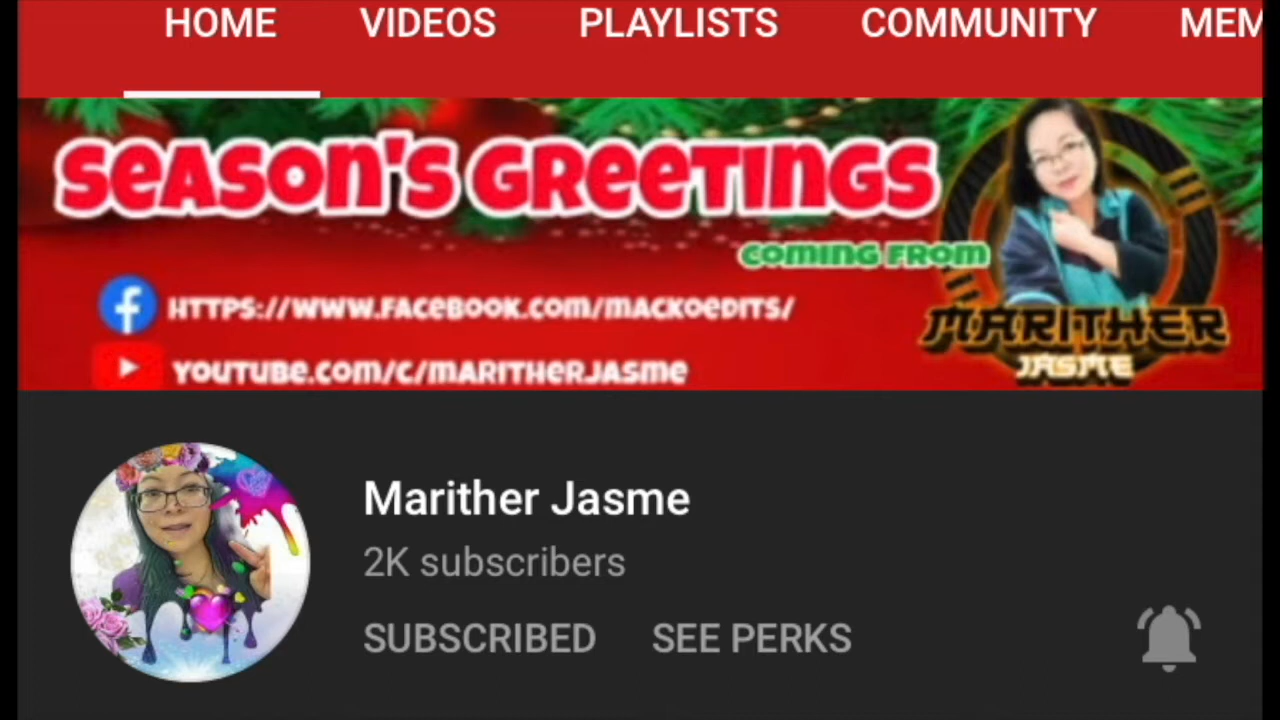 HOME VIDEOS PLAYLISTS COMMUNITY MEM
SEASON'S GREETINGS
COMING FROM
HTTPS://WWW.FACEBOOK.COM/MACKOEDITS/
YOUTUBE.COM/C/MARITHERJASME
MARITHER
JASME
Marither Jasme
2K subscribers
SUBSCRIBED SEE PERKS